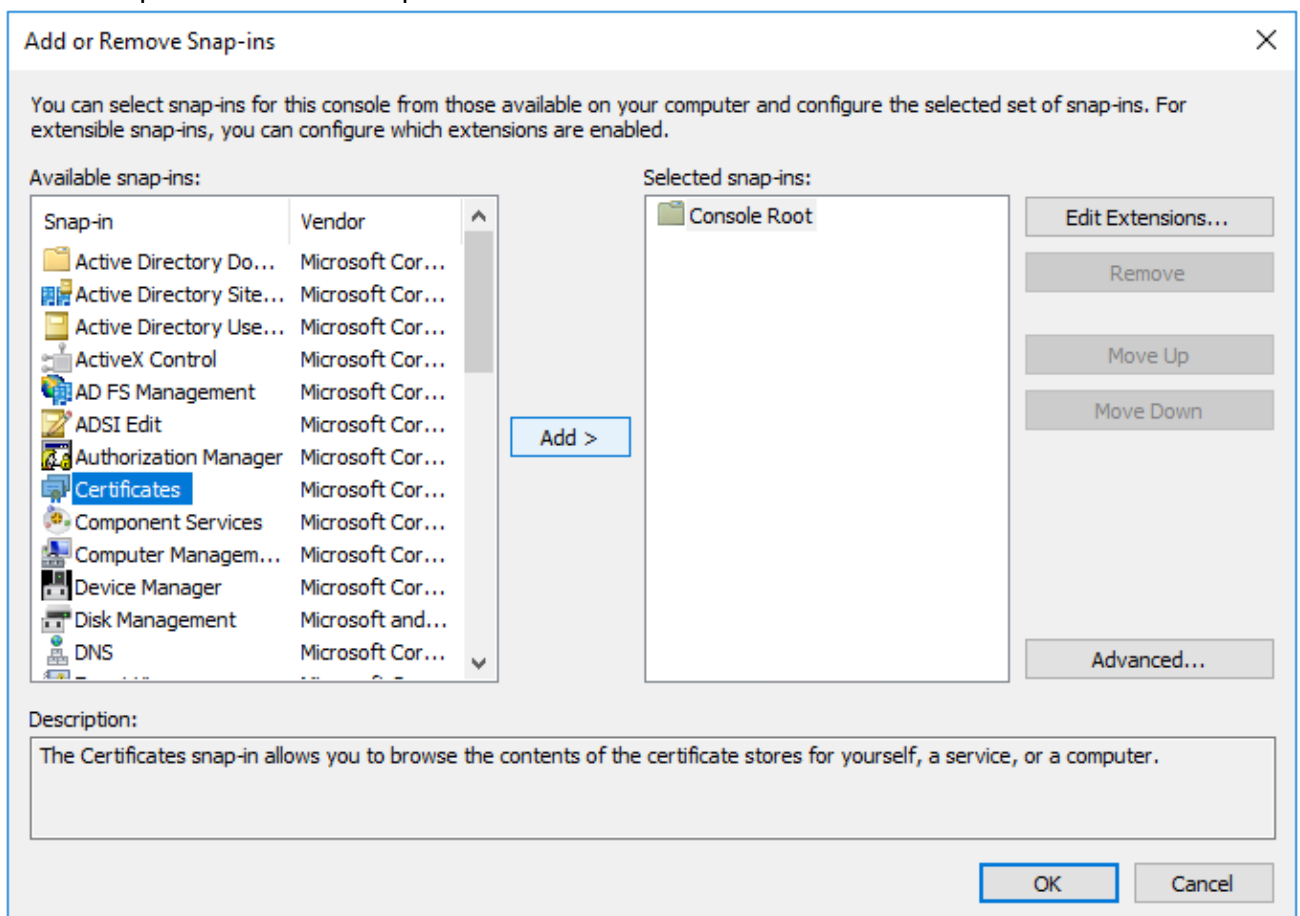 Add or Remove Snap-ins
You can select snap-ins for this console from those available on your computer and configure the selected set of snap-ins. For
extensible snap-ins, you can configure which extensions are enabled.
Available snap-ins:
Selected snap-ins:
Snap-in Vendor
Active Directory Do... Microsoft Cor...
Active Directory Site... Microsoft Cor...
Active Directory Use... Microsoft Cor...
ActiveX Control Microsoft Cor...
AD FS Management Microsoft Cor...
ADSI Edit Microsoft Cor...
Authorization Manager Microsoft Cor...
Certificates Microsoft Cor...
Component Services Microsoft Cor...
Computer Managem... Microsoft Cor...
Device Manager Microsoft Cor...
Disk Management Microsoft and...
DNS Microsoft Cor...
Add >
Console Root
Edit Extensions...
Remove
Move Up
Move Down
Advanced...
Description:
The Certificates snap-in allows you to browse the contents of the certificate stores for yourself, a service, or a computer.
OK
Cancel